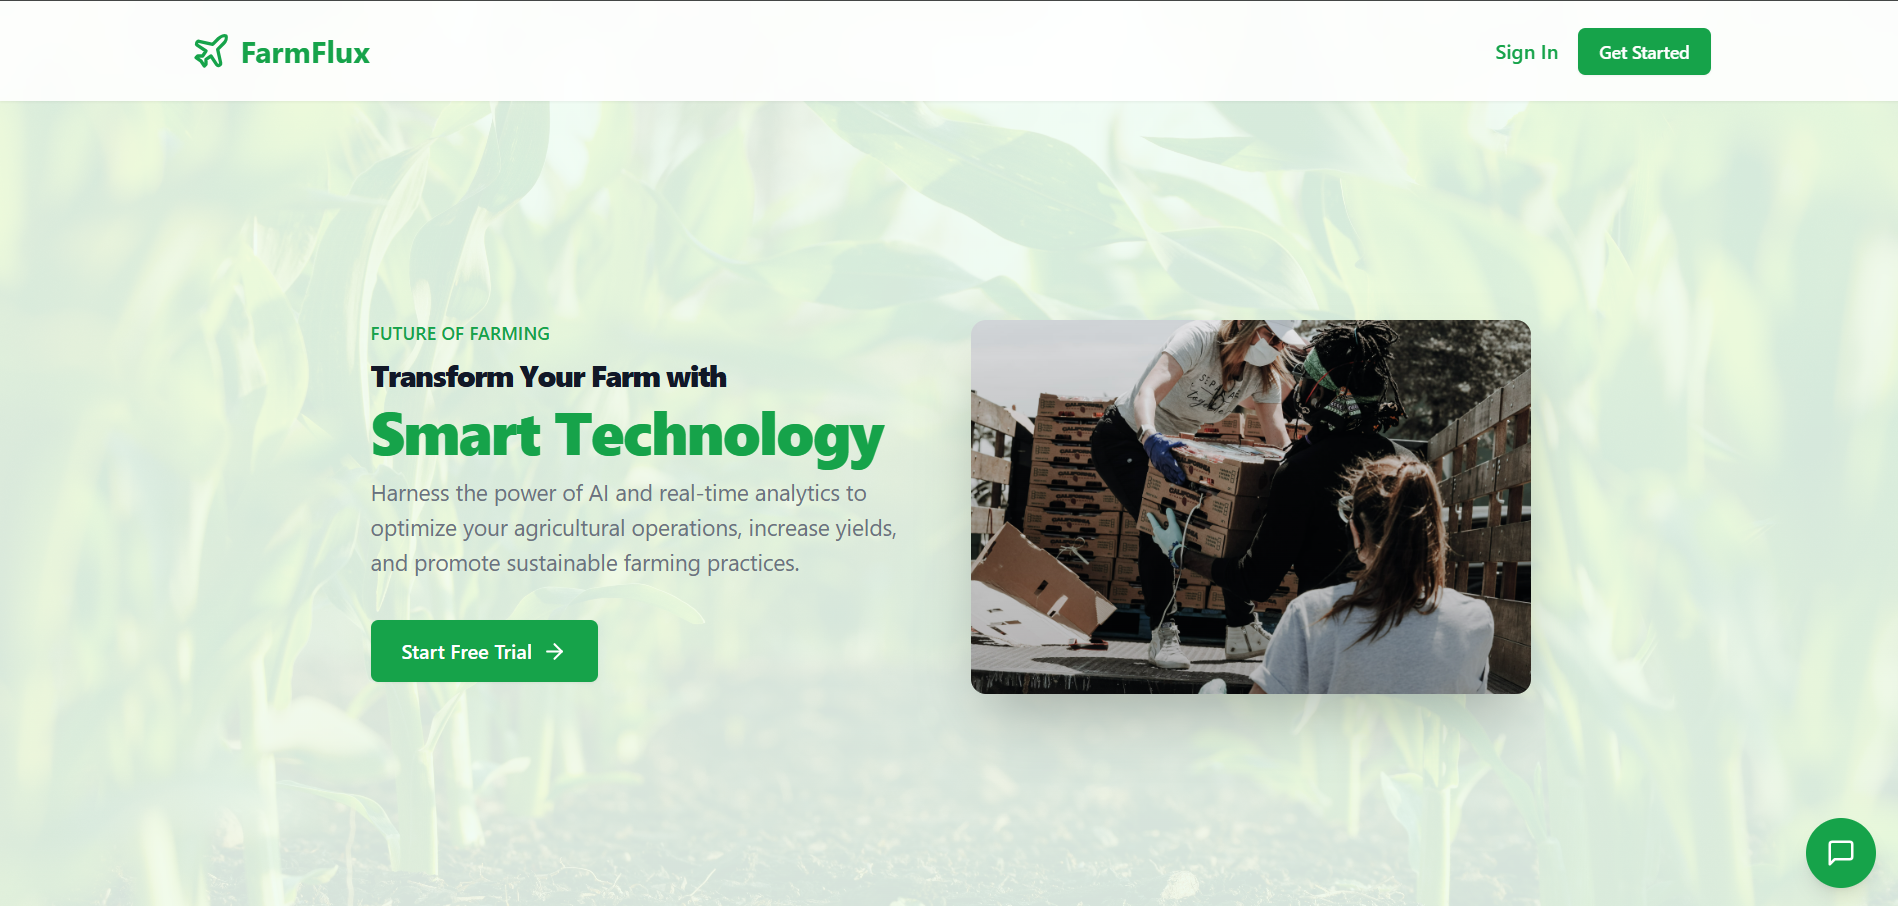 FarmFlux
Sign In
Get Started
FUTURE OF FARMING
Transform Your Farm with
Smart Technology
Harness the power of AI and real-time analytics to
optimize your agricultural operations, increase yields,
and promote sustainable farming practices.
Start Free Trial
CALIFORNIA